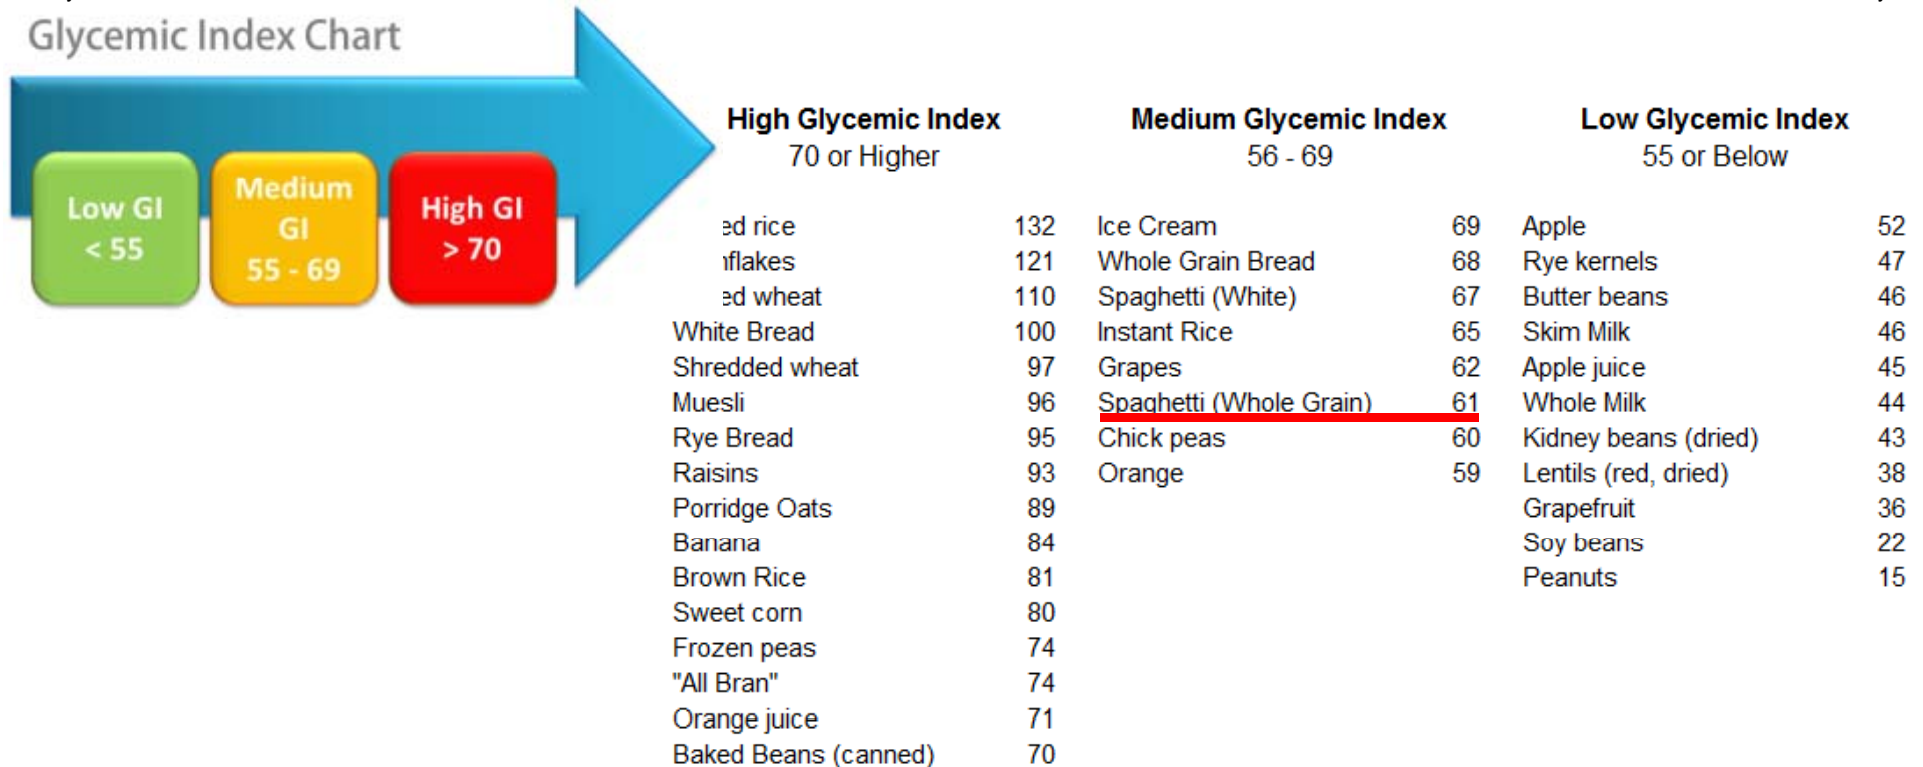 Glycemic Index Chart
Low GI
< 55
Medium
GI
55 - 69
High GI
> 70
High Glycemic Index
70 or Higher
ed rice 132
flakes 121
ed wheat 110
White Bread 100
Shredded wheat 97
Muesli 96
Rye Bread 95
Raisins 93
Porridge Oats 89
Banana 84
Brown Rice 81
Sweet corn 80
Frozen peas 74
"All Bran" 74
Orange juice 71
Baked Beans (canned) 70
Medium Glycemic Index
56 - 69
Ice Cream 69
Whole Grain Bread 68
Spaghetti (White) 67
Instant Rice 65
Grapes 62
Spaghetti (Whole Grain) 61
Chick peas 60
Orange 59
Low Glycemic Index
55 or Below
Apple 52
Rye kernels 47
Butter beans 46
Skim Milk 46
Apple juice 45
Whole Milk 44
Kidney beans (dried) 43
Lentils (red, dried) 38
Grapefruit 36
Soy beans 22
Peanuts 15